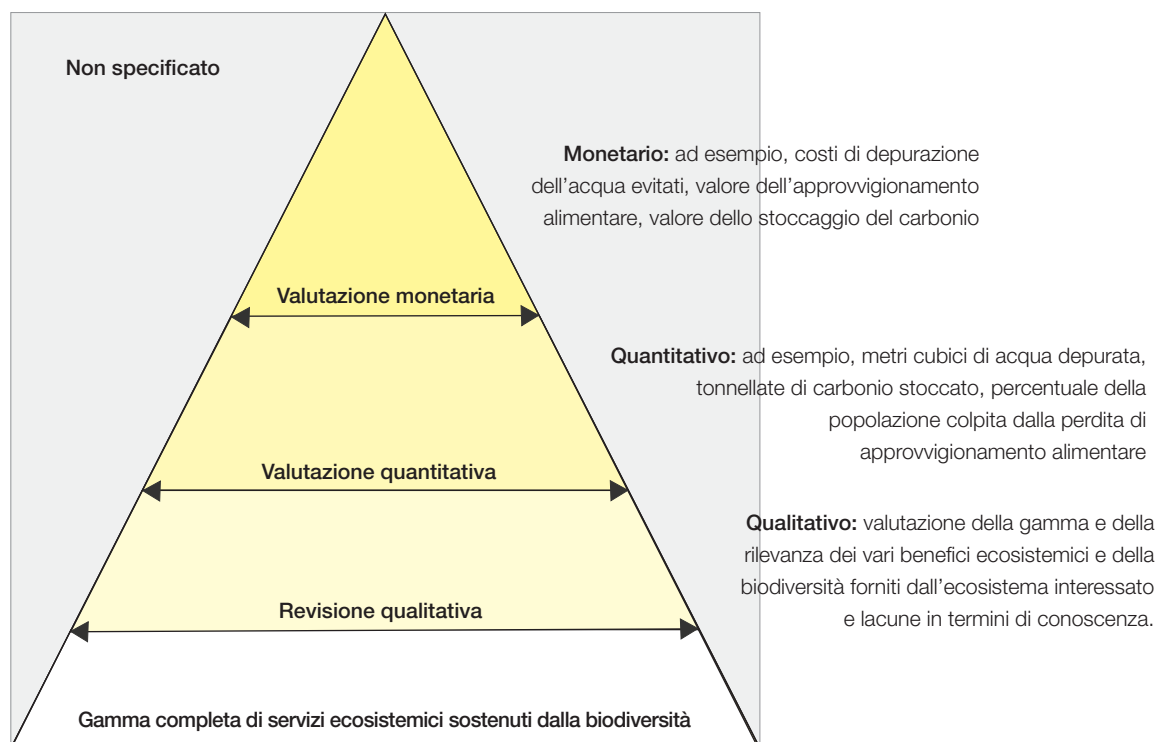 Non specificato
Monetario: ad esempio, costi di depurazione
dell’acqua evitati, valore dell’approvvigionamento
alimentare, valore dello stoccaggio del carbonio
Valutazione monetaria
Quantitativo: ad esempio, metri cubici di acqua depurata,
tonnellate di carbonio stoccato, percentuale della
popolazione colpita dalla perdita di
approvvigionamento alimentare
Valutazione quantitativa
Qualitativo: valutazione della gamma e della
rilevanza dei vari benefici ecosistemici e della
biodiversità forniti dall’ecosistema interessato
e lacune in termini di conoscenza.
Revisione qualitativa
Gamma completa di servizi ecosistemici sostenuti dalla biodiversità